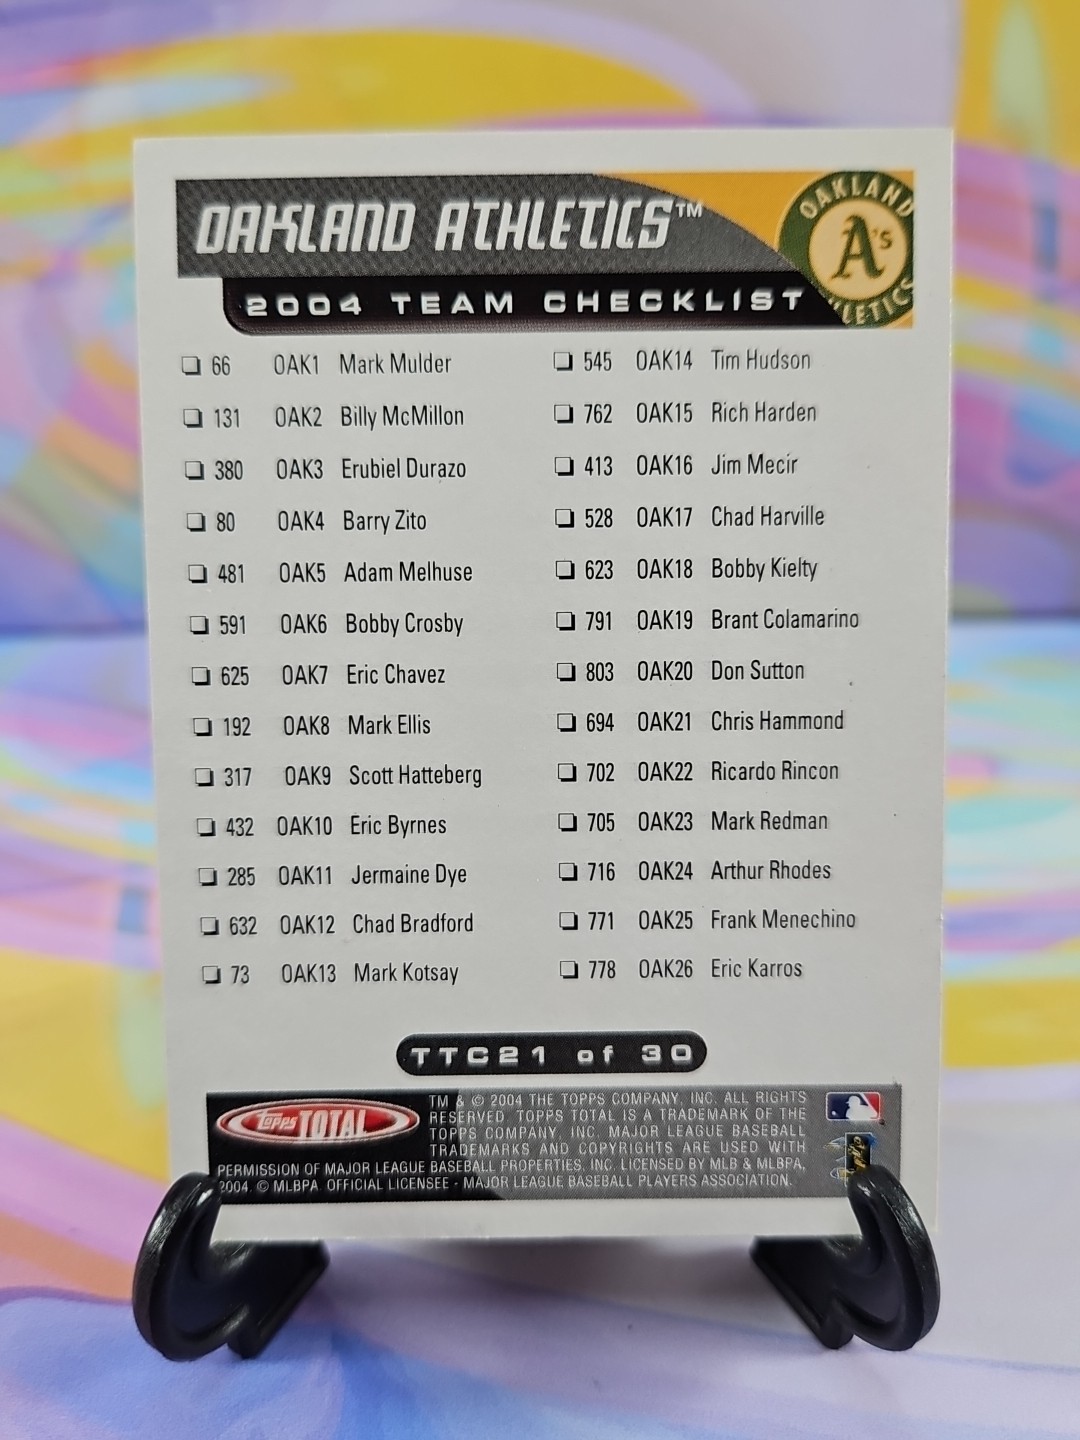 OAKLAND ATHLETICS™
OAKLAND
A's
ATHLETICS
2004 TEAM CHECKLIST
66 OAK1 Mark Mulder
131 OAK2 Billy McMillon
380 OAK3 Erubiel Durazo
80 OAK4 Barry Zito
481 OAK5 Adam Melhuse
591 OAK6 Bobby Crosby
625 OAK7 Eric Chavez
192 OAK8 Mark Ellis
317 OAK9 Scott Hatteberg
432 OAK10 Eric Byrnes
285 OAK11 Jermaine Dye
632 OAK12 Chad Bradford
73 OAK13 Mark Kotsay
545 OAK14 Tim Hudson
762 OAK15 Rich Harden
413 OAK16 Jim Mecir
528 OAK17 Chad Harville
623 OAK18 Bobby Kielty
791 OAK19 Brant Colamarino
803 OAK20 Don Sutton
694 OAK21 Chris Hammond
702 OAK22 Ricardo Rincon
705 OAK23 Mark Redman
716 OAK24 Arthur Rhodes
771 OAK25 Frank Menechino
778 OAK26 Eric Karros
TTC21 of 30
Topps TOTAL
TM & © 2004 THE TOPPS COMPANY, INC. ALL RIGHTS
RESERVED. TOPPS TOTAL IS A TRADEMARK OF THE
TOPPS COMPANY, INC. MAJOR LEAGUE BASEBALL
TRADEMARKS AND COPYRIGHTS ARE USED WITH
PERMISSION OF MAJOR LEAGUE BASEBALL PROPERTIES, INC. LICENSED BY MLB & MLBPA,
2004. © MLBPA. OFFICIAL LICENSEE - MAJOR LEAGUE BASEBALL PLAYERS ASSOCIATION.